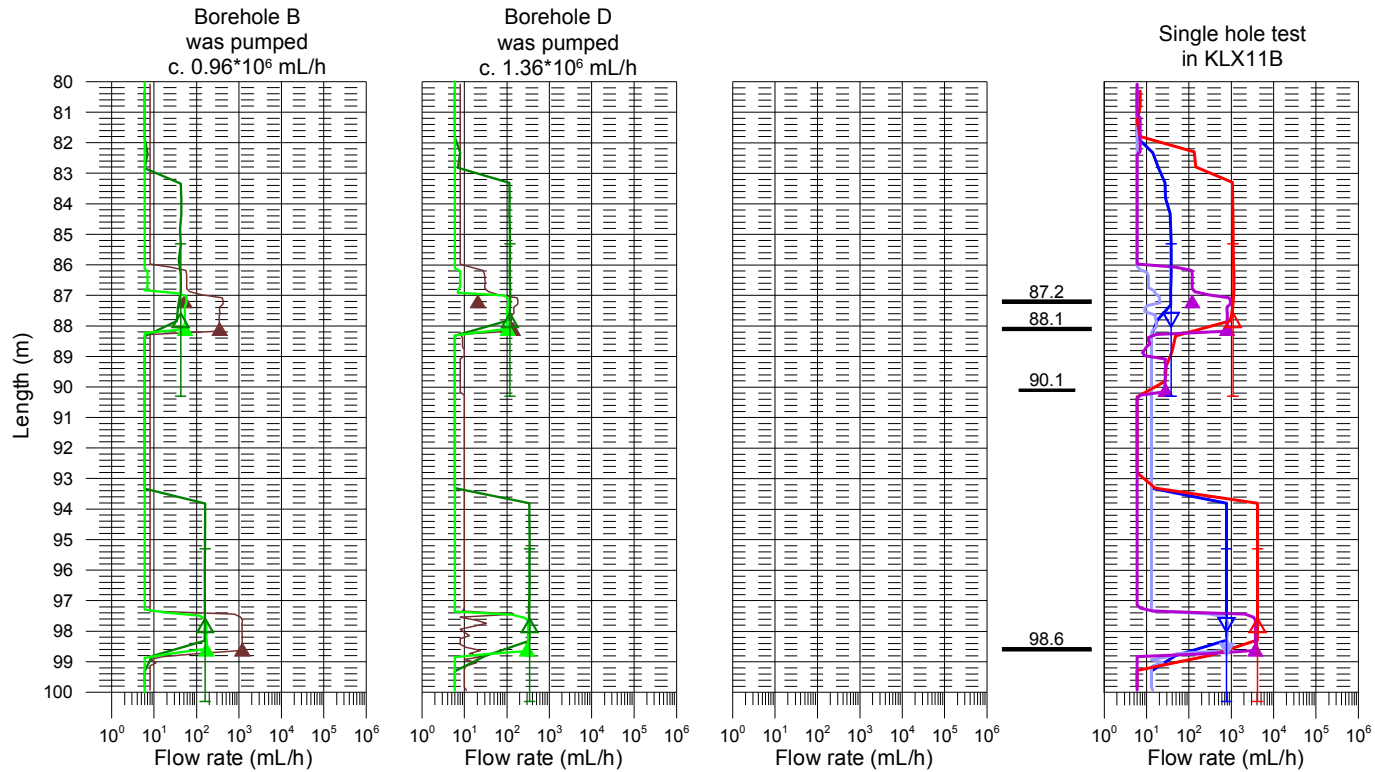 Borehole B
was pumped
c. 0.96*10⁶ mL/h
Borehole D
was pumped
c. 1.36*10⁶ mL/h
Single hole test
in KLX11B
Length (m)
80
81
82
83
84
85
86
87
88
89
90
91
92
93
94
95
96
97
98
99
100
87.2
88.1
90.1
98.6
10⁰ 10¹ 10² 10³ 10⁴ 10⁵ 10⁶
Flow rate (mL/h)
10⁰ 10¹ 10² 10³ 10⁴ 10⁵ 10⁶
Flow rate (mL/h)
10⁰ 10¹ 10² 10³ 10⁴ 10⁵ 10⁶
Flow rate (mL/h)
10⁰ 10¹ 10² 10³ 10⁴ 10⁵ 10⁶
Flow rate (mL/h)